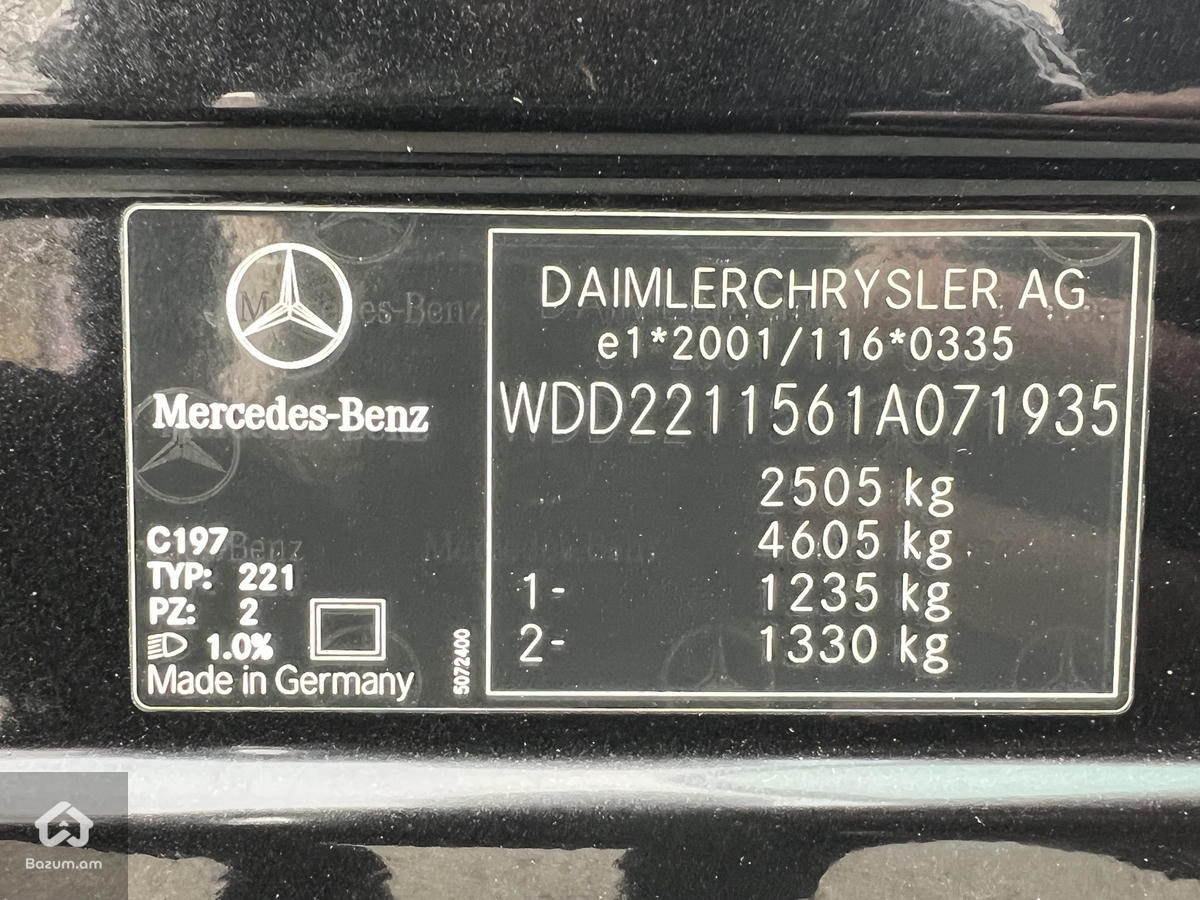 Mercedes-Benz
C197
TYP: 221
PZ: 2
1.0%
Made in Germany
5072400
DAIMLERCHRYSLER AG
e1*2001/116*0335
WDD2211561A071935
2505 kg
4605 kg
1- 1235 kg
2- 1330 kg
Bazum.am